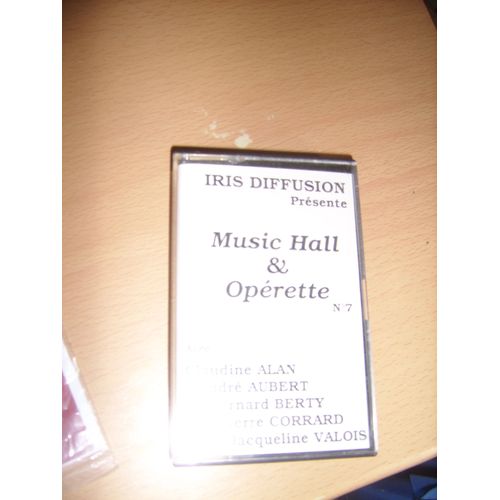 IRIS DIFFUSION
Présente
Music Hall
&
Opérette
N°7
ALAN
AUBERT
BERTY
CORRARD
Jacqueline VALOIS